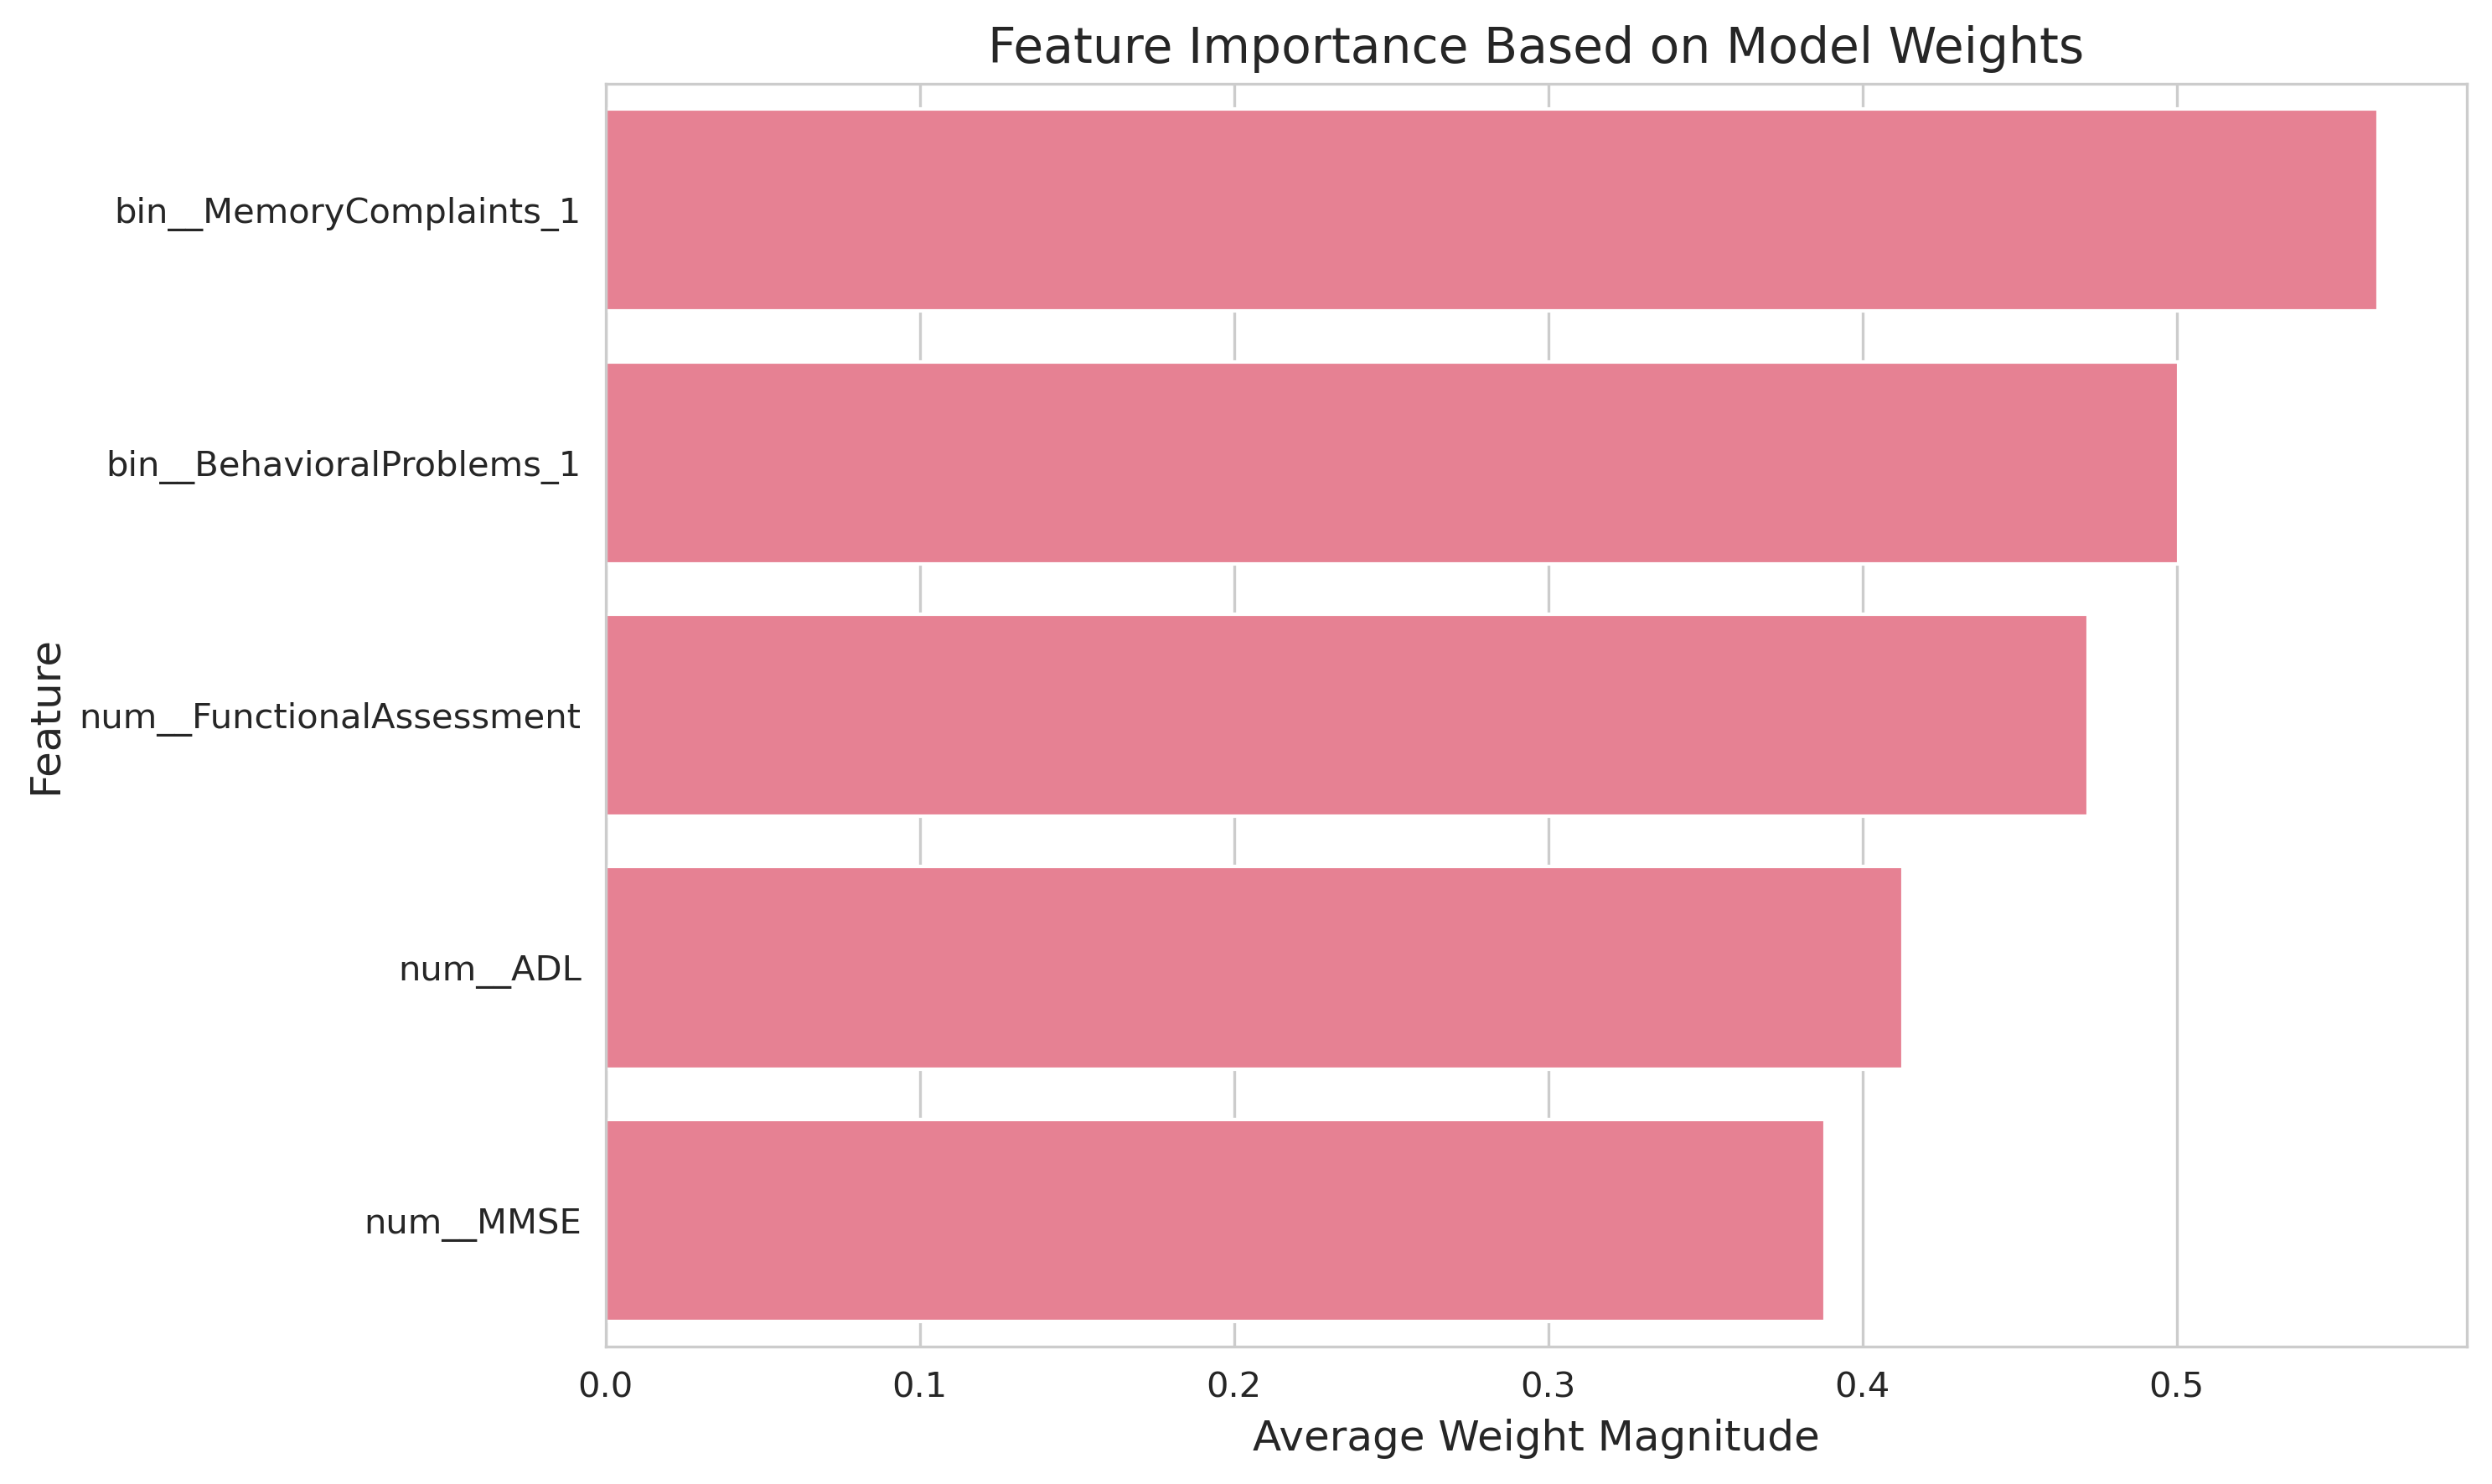 Feature Importance Based on Model Weights
bin__MemoryComplaints_1
bin__BehavioralProblems_1
num__FunctionalAssessment
num__ADL
num__MMSE
Feature
0.0 0.1 0.2 0.3 0.4 0.5
Average Weight Magnitude